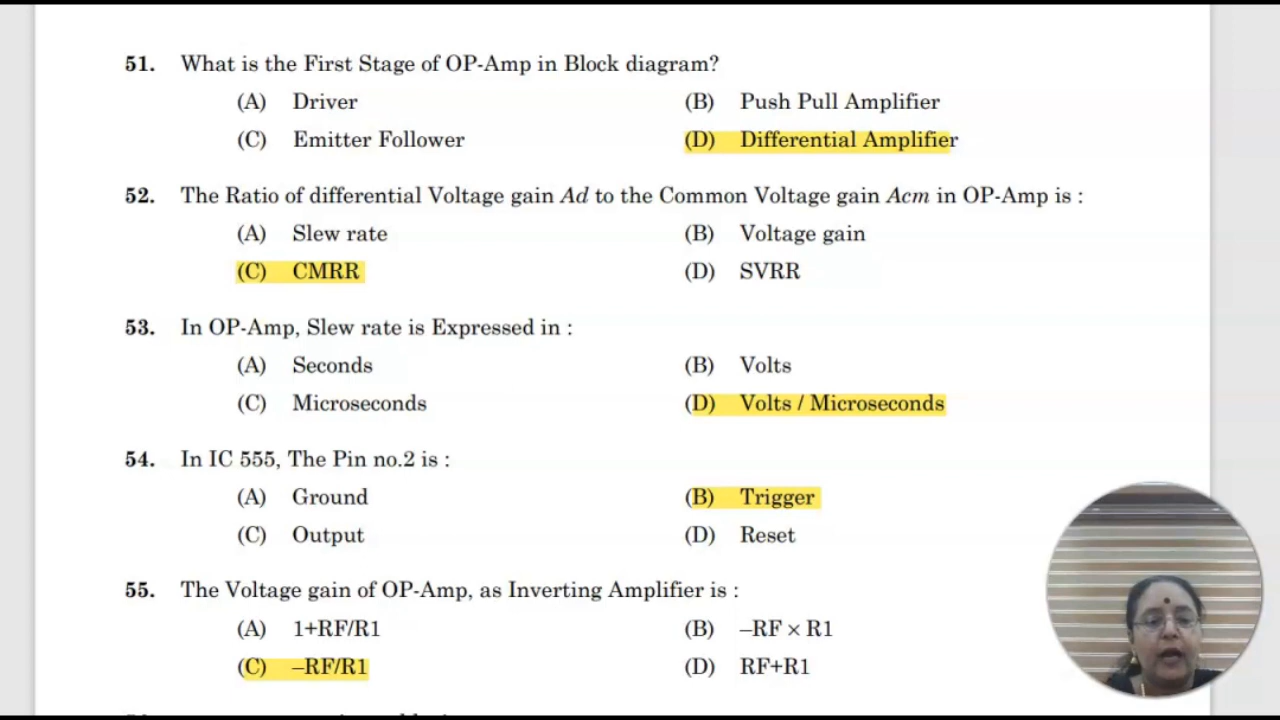 51. What is the First Stage of OP-Amp in Block diagram?
(A) Driver (B) Push Pull Amplifier
(C) Emitter Follower (D) Differential Amplifier
52. The Ratio of differential Voltage gain Ad to the Common Voltage gain Acm in OP-Amp is :
(A) Slew rate (B) Voltage gain
(C) CMRR (D) SVRR
53. In OP-Amp, Slew rate is Expressed in :
(A) Seconds (B) Volts
(C) Microseconds (D) Volts / Microseconds
54. In IC 555, The Pin no.2 is :
(A) Ground (B) Trigger
(C) Output (D) Reset
55. The Voltage gain of OP-Amp, as Inverting Amplifier is :
(A) 1+RF/R1 (B) –RF × R1
(C) –RF/R1 (D) RF+R1